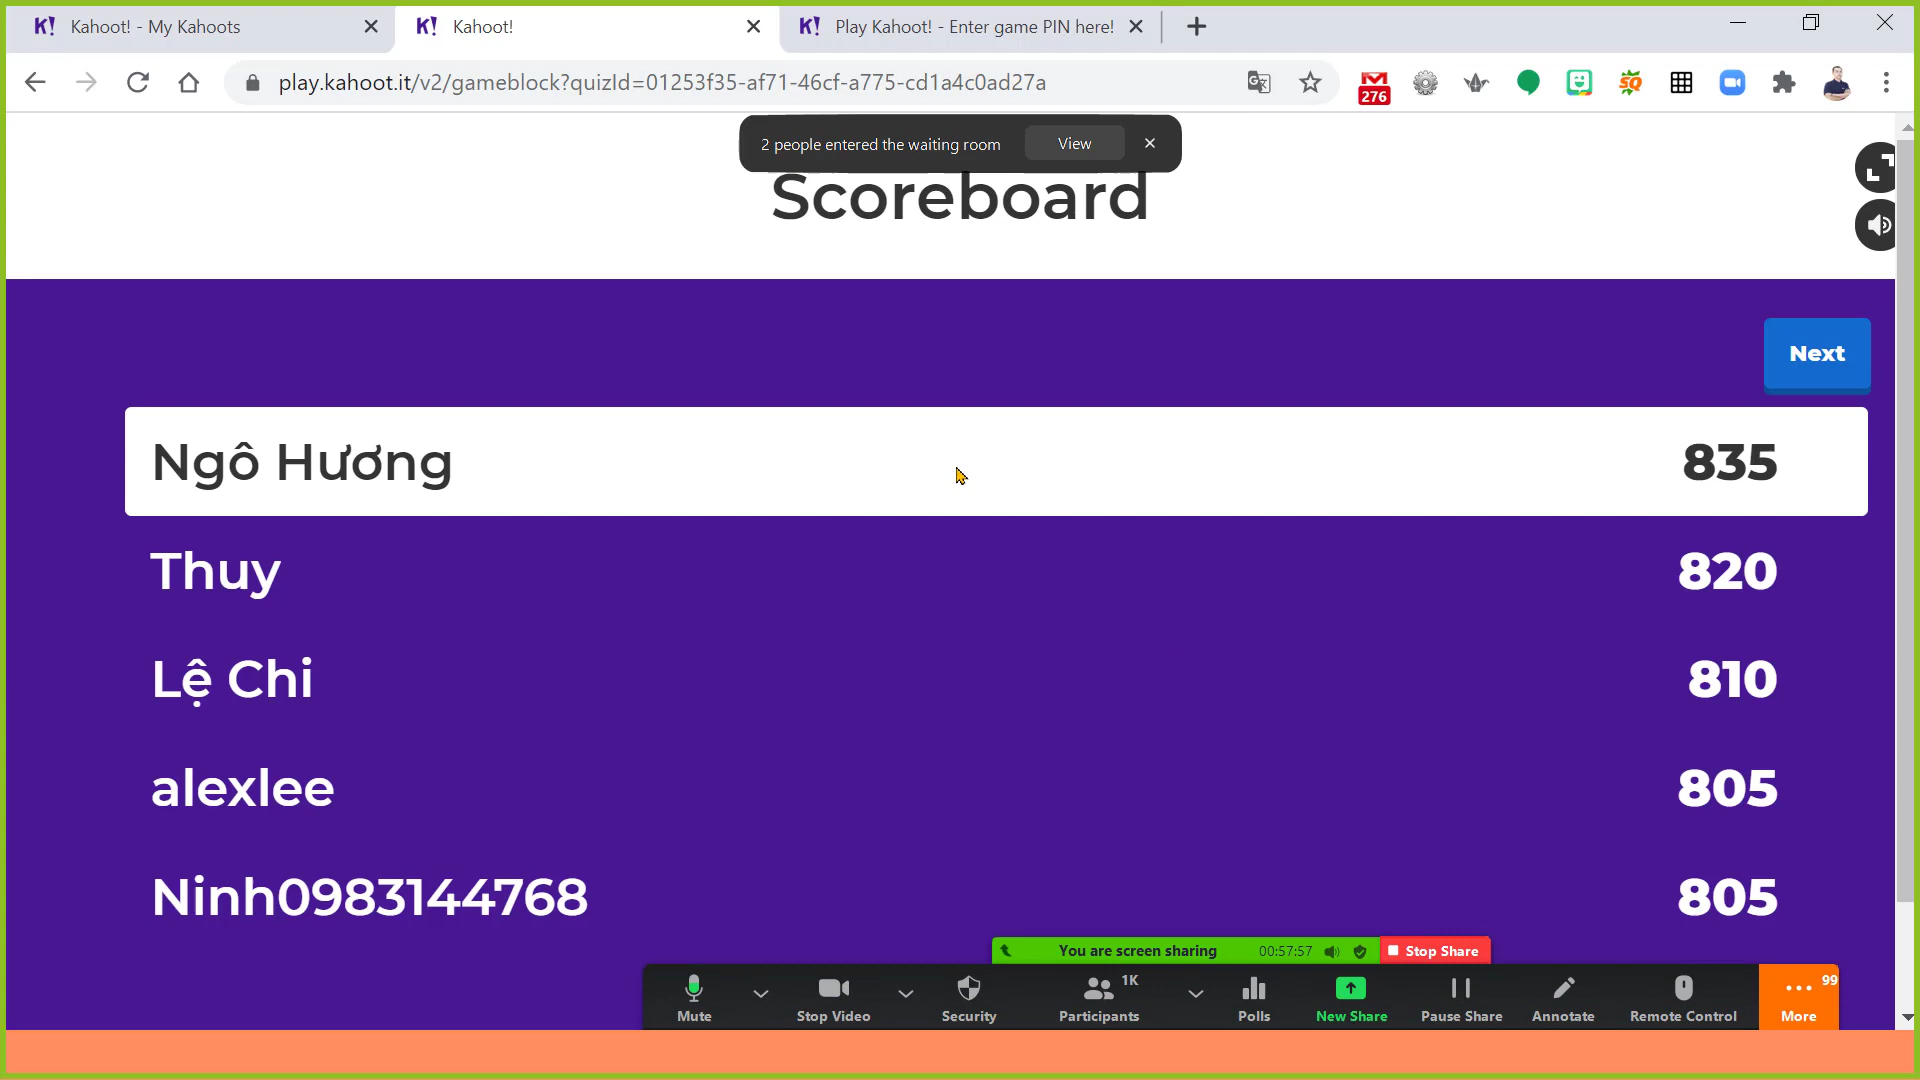 K! Kahoot! - My Kahoots
K! Kahoot!
K! Play Kahoot! - Enter game PIN here!
play.kahoot.it/v2/gameblock?quizId=01253f35-af71-46cf-a775-cd1a4c0ad27a
276
SQ
2 people entered the waiting room View
Scoreboard
Next
Ngô Hương 835
Thuy 820
Lệ Chi 810
alexlee 805
Ninh0983144768 805
You are screen sharing 00:57:57 Stop Share
1K
99
Mute Stop Video Security Participants Polls New Share Pause Share Annotate Remote Control More